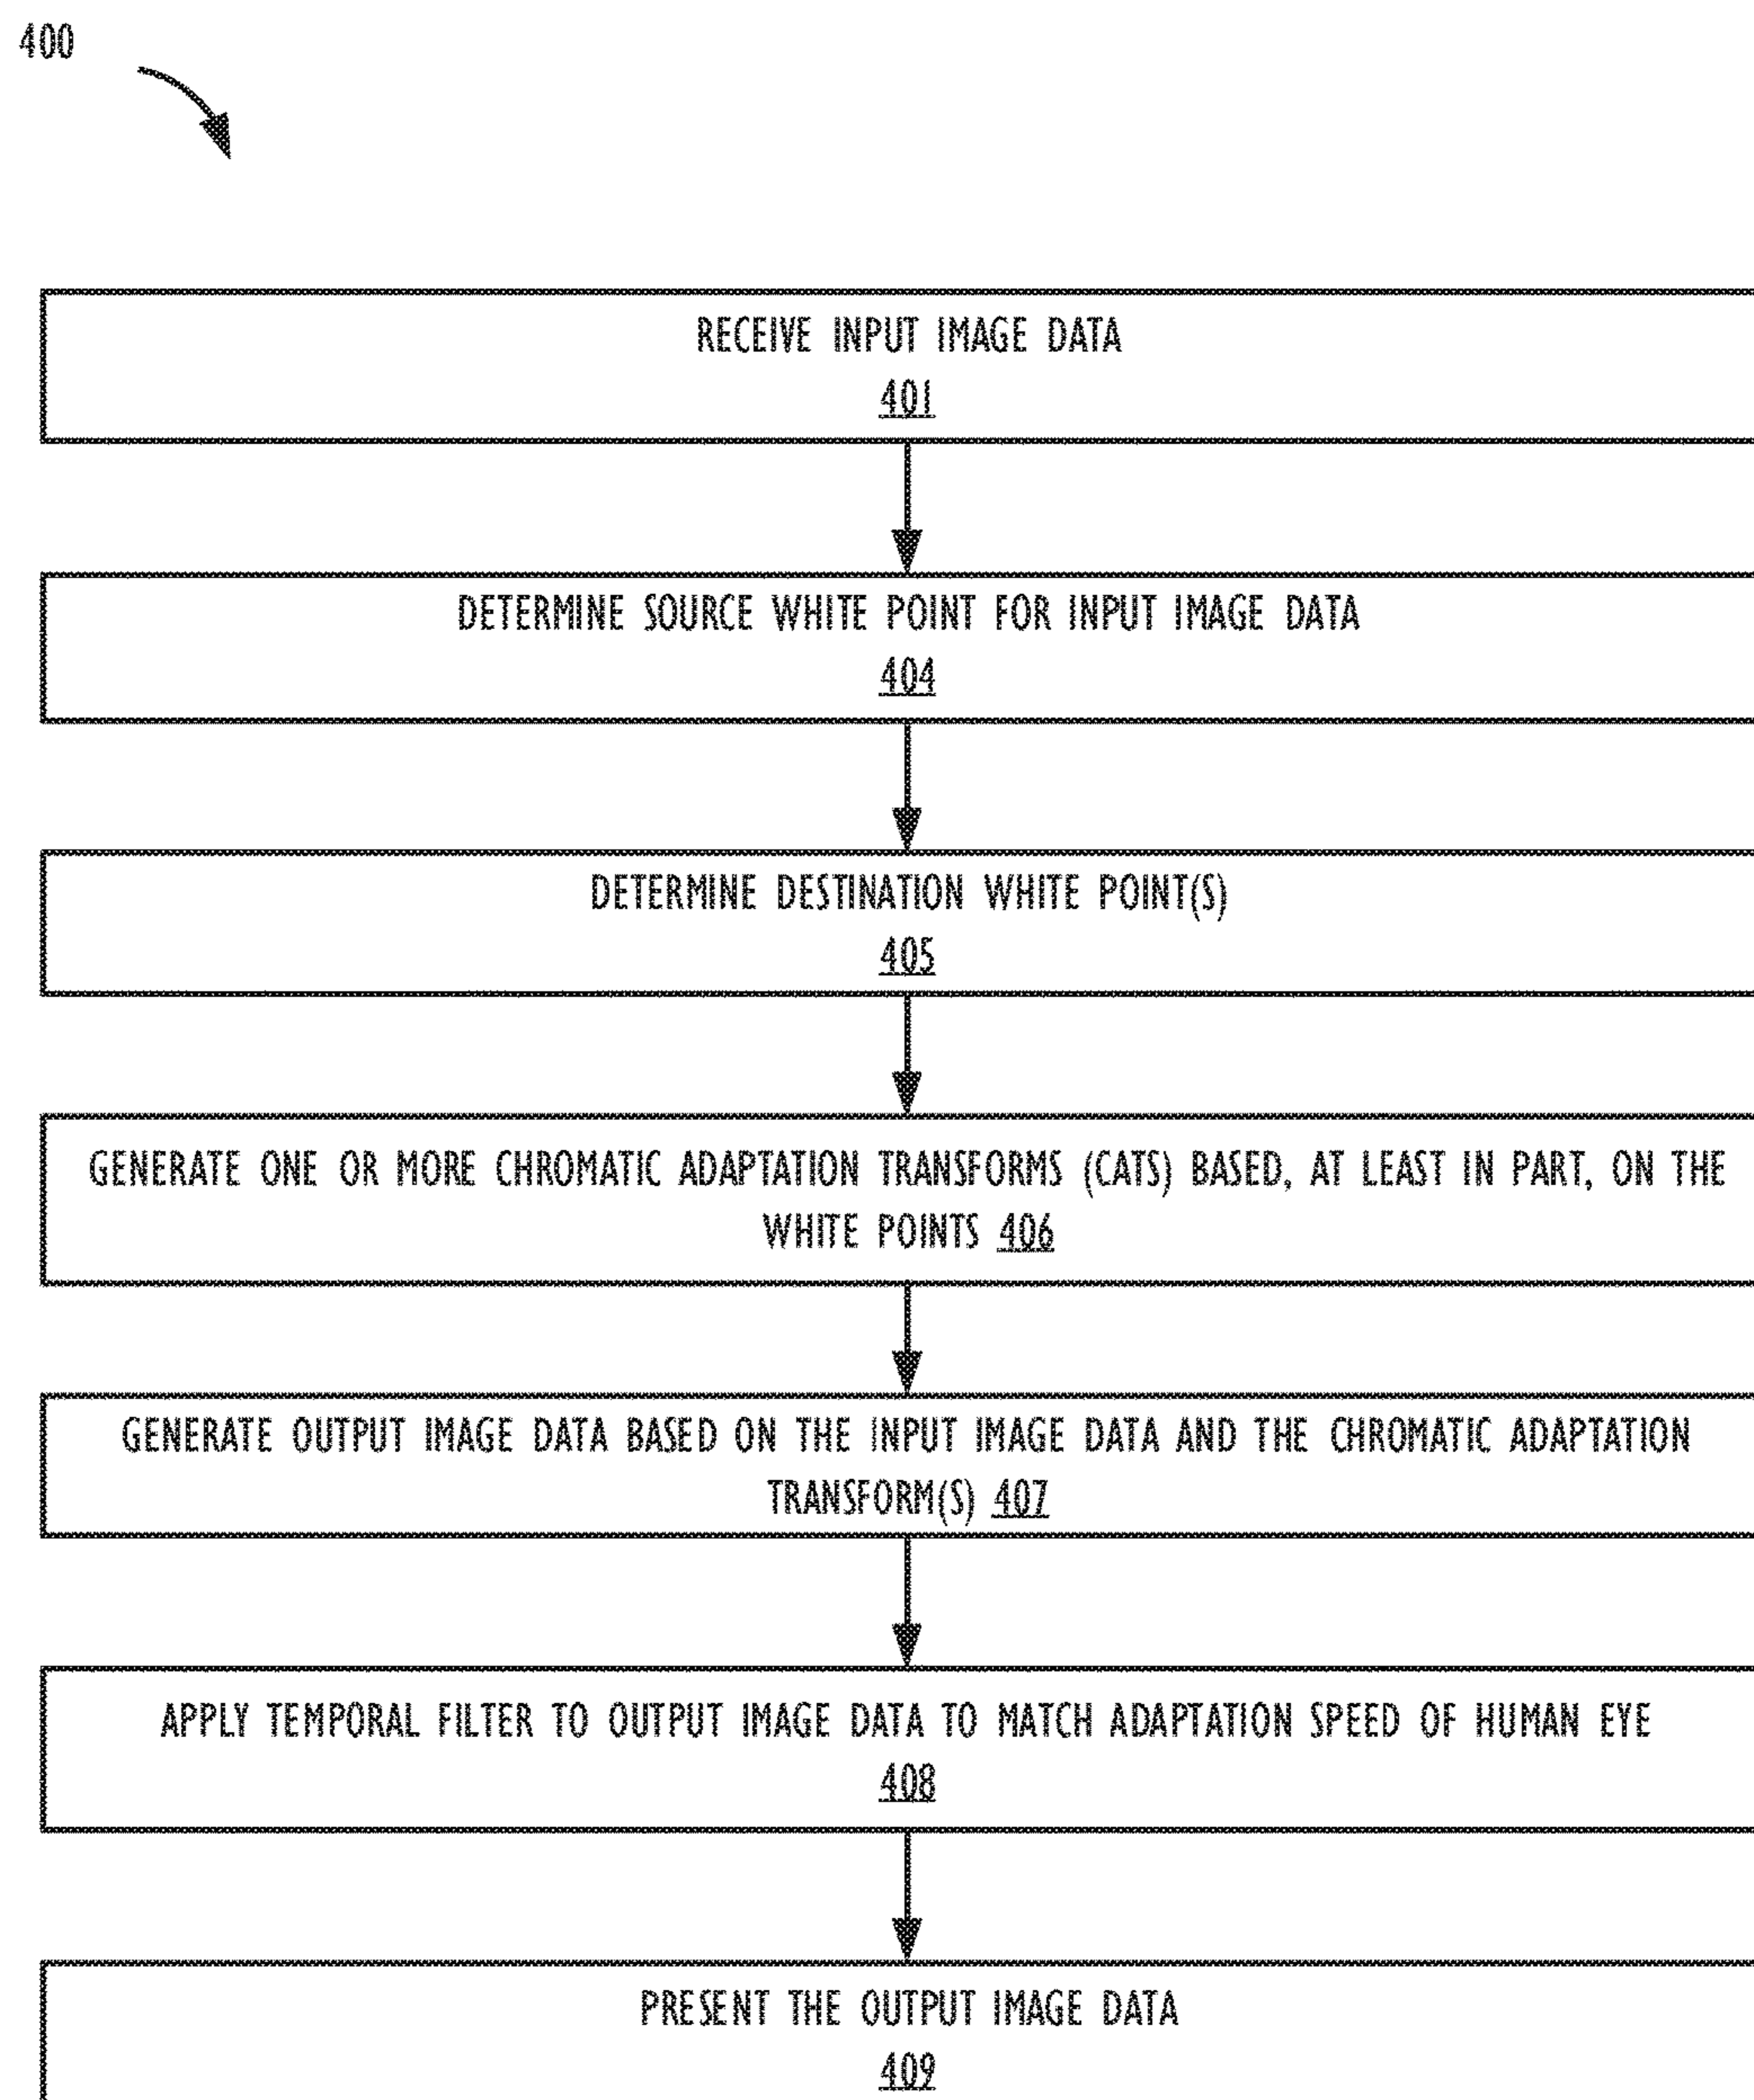 400
RECEIVE INPUT IMAGE DATA
401
DETERMINE SOURCE WHITE POINT FOR INPUT IMAGE DATA
404
DETERMINE DESTINATION WHITE POINT(S)
405
GENERATE ONE OR MORE CHROMATIC ADAPTATION TRANSFORMS (CATS) BASED, AT LEAST IN PART, ON THE
WHITE POINTS 406
GENERATE OUTPUT IMAGE DATA BASED ON THE INPUT IMAGE DATA AND THE CHROMATIC ADAPTATION
TRANSFORM(S) 407
APPLY TEMPORAL FILTER TO OUTPUT IMAGE DATA TO MATCH ADAPTATION SPEED OF HUMAN EYE
408
PRESENT THE OUTPUT IMAGE DATA
409